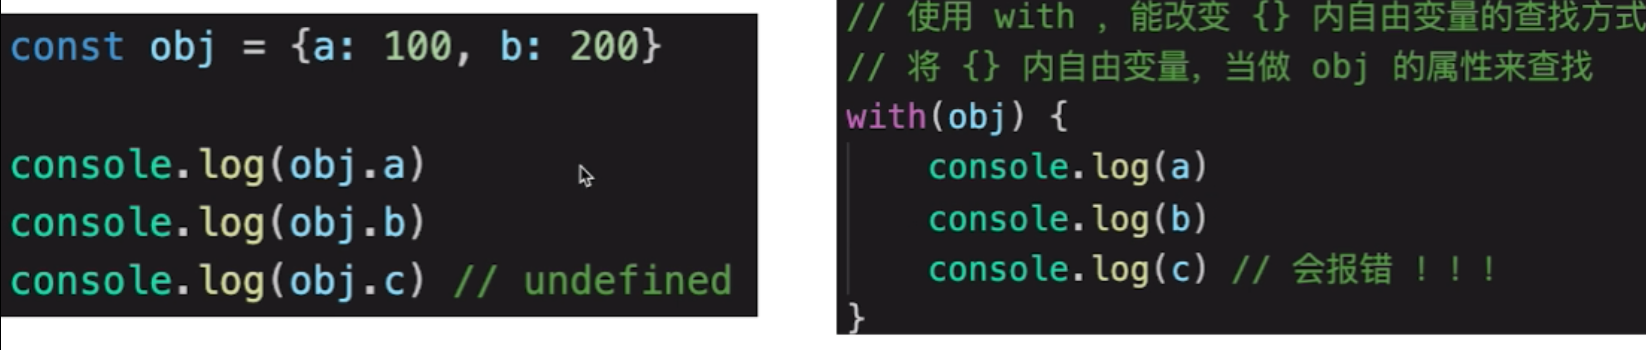 const obj = {a: 100, b: 200}
console.log(obj.a)
console.log(obj.b)
console.log(obj.c) // undefined
// 使用 with ，能改变 {} 内自由变量的查找方式
// 将 {} 内自由变量，当做 obj 的属性来查找
with(obj) {
console.log(a)
console.log(b)
console.log(c) // 会报错 ！！！
}